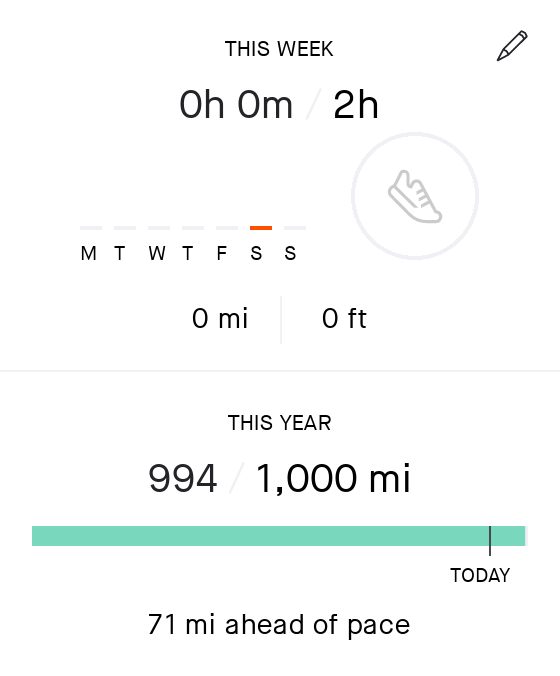 THIS WEEK
0h 0m / 2h
M T W T F S S
0 mi 0 ft
THIS YEAR
994 / 1,000 mi
TODAY
71 mi ahead of pace